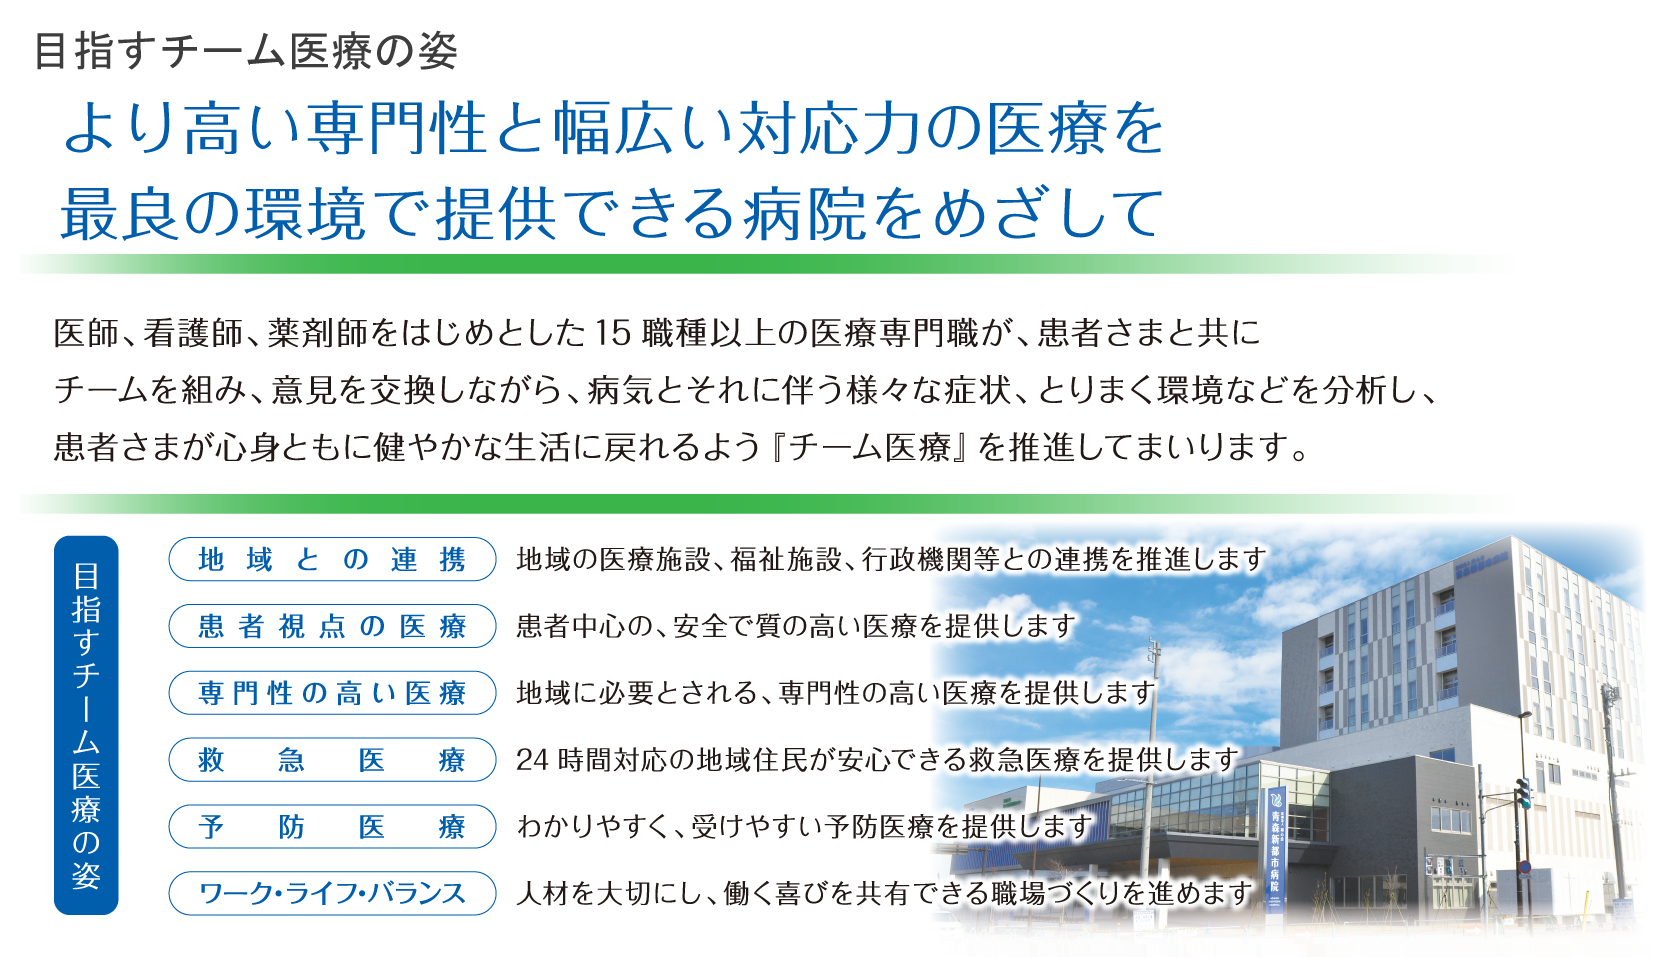 目指すチーム医療の姿
より高い専門性と幅広い対応力の医療を
最良の環境で提供できる病院をめざして
医師、看護師、薬剤師をはじめとした15職種以上の医療専門職が、患者さまと共に
チームを組み、意見を交換しながら、病気とそれに伴う様々な症状、とりまく環境などを分析し、
患者さまが心身ともに健やかな生活に戻れるよう『チーム医療』を推進してまいります。
目指すチーム医療の姿
地域との連携 地域の医療施設、福祉施設、行政機関等との連携を推進します
患者視点の医療 患者中心の、安全で質の高い医療を提供します
専門性の高い医療 地域に必要とされる、専門性の高い医療を提供します
救急医療 24時間対応の地域住民が安心できる救急医療を提供します
予防医療 わかりやすく、受けやすい予防医療を提供します
ワーク・ライフ・バランス 人材を大切にし、働く喜びを共有できる職場づくりを進めます
青森新都市病院